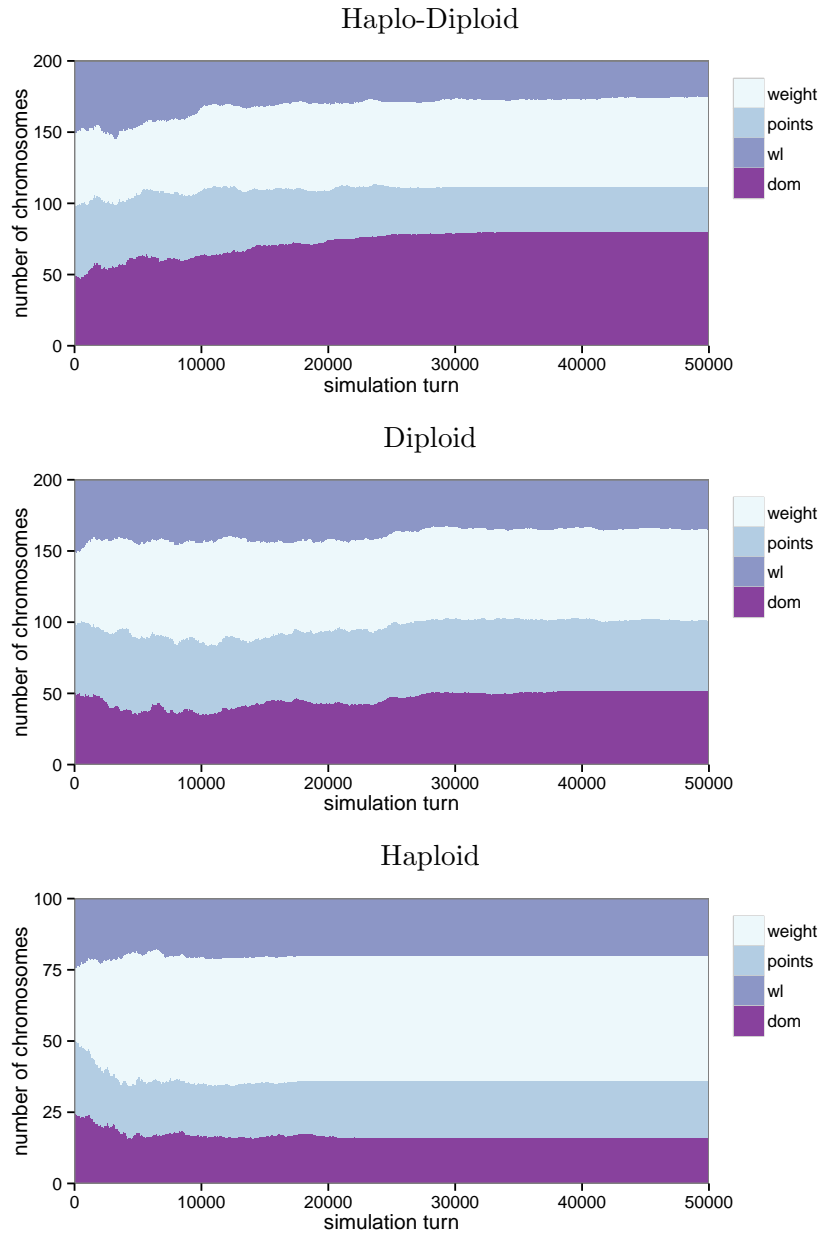 Haplo-Diploid
number of chromosomes
200
150
100
50
0
0 10000 20000 30000 40000 50000
simulation turn
weight
points
wl
dom
Diploid
number of chromosomes
200
150
100
50
0
0 10000 20000 30000 40000 50000
simulation turn
weight
points
wl
dom
Haploid
number of chromosomes
100
75
50
25
0
0 10000 20000 30000 40000 50000
simulation turn
weight
points
wl
dom